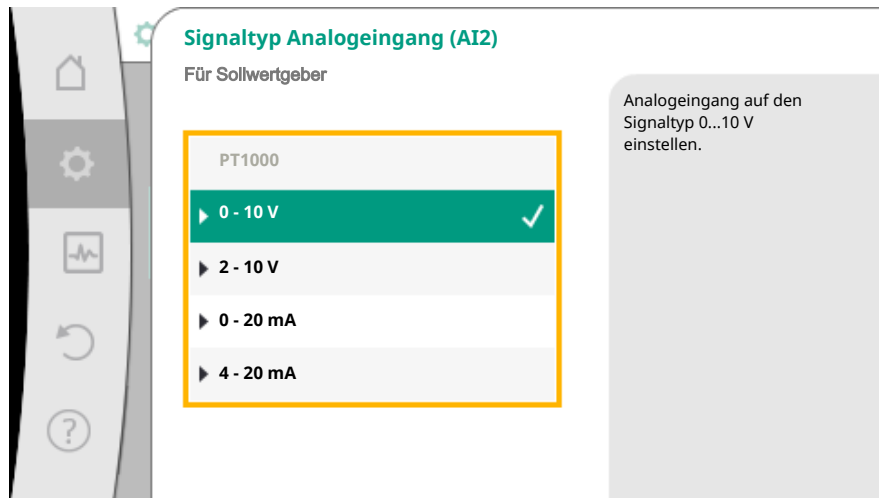 Signaltyp Analogeingang (AI2)
Für Sollwertgeber
PT1000
0 - 10 V
2 - 10 V
0 - 20 mA
4 - 20 mA
Analogeingang auf den
Signaltyp 0...10 V
einstellen.
?